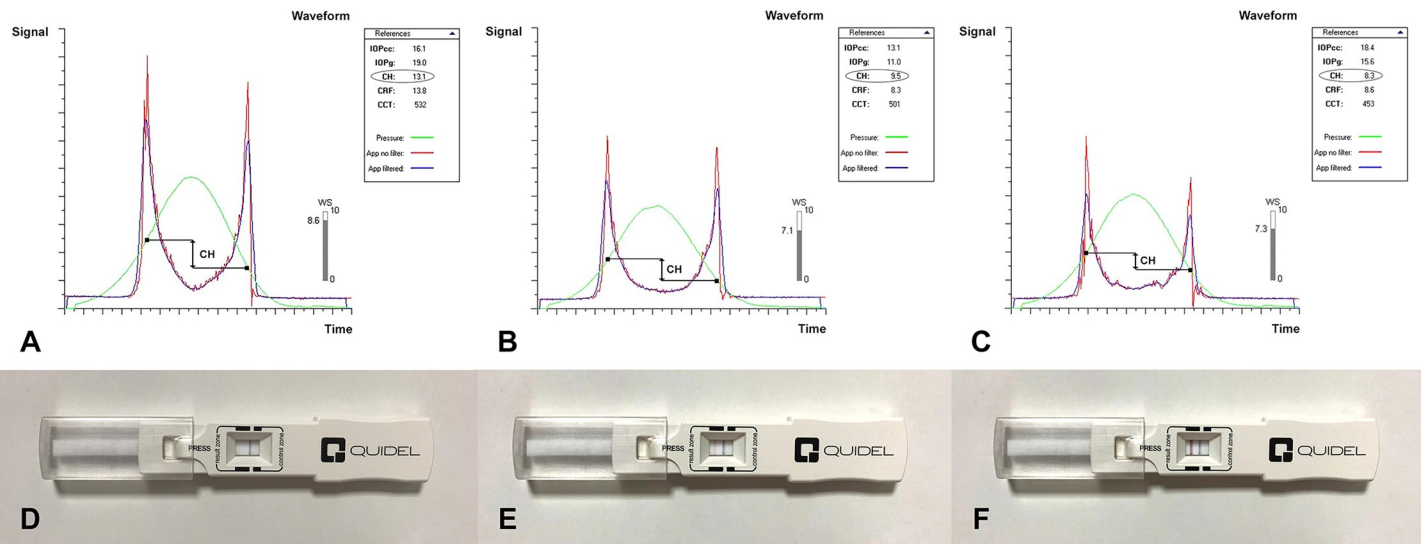 Waveform
Signal
References
IOPcc: 16.1
IOPg: 19.0
CH: 13.1
CRF: 13.8
CCT: 532
Pressure:
App no filter:
App filtered:
WS
10
8.6
0
CH
Time
A
Waveform
Signal
References
IOPcc: 13.1
IOPg: 11.0
CH: 9.5
CRF: 8.3
CCT: 501
Pressure:
App no filter:
App filtered:
WS
10
7.1
0
CH
Time
B
Waveform
Signal
References
IOPcc: 18.4
IOPg: 15.6
CH: 8.3
CRF: 8.6
CCT: 453
Pressure:
App no filter:
App filtered:
WS
10
7.3
0
CH
Time
C
PRESS
result zone
control zone
QUIDEL
D
PRESS
result zone
control zone
QUIDEL
E
PRESS
result zone
control zone
QUIDEL
F